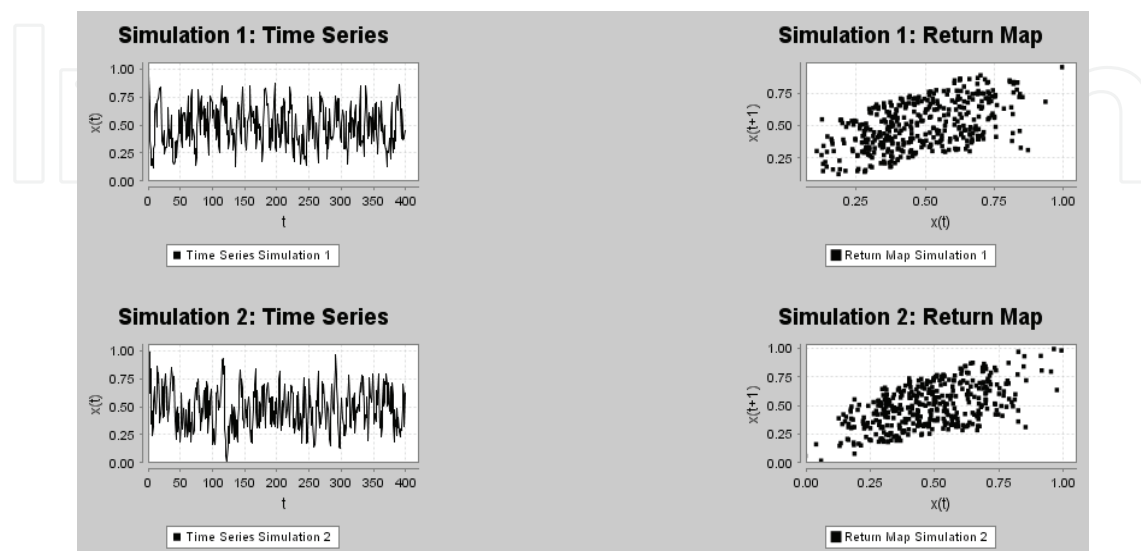 Simulation 1: Time Series
1.00
0.75
0.50
0.25
0.00
x(t)
0 50 100 150 200 250 300 350 400
t
Time Series Simulation 1
Simulation 1: Return Map
0.75
0.50
0.25
x(t+1)
0.25 0.50 0.75 1.00
x(t)
Return Map Simulation 1
Simulation 2: Time Series
1.00
0.75
0.50
0.25
0.00
x(t)
0 50 100 150 200 250 300 350 400
t
Time Series Simulation 2
Simulation 2: Return Map
1.00
0.75
0.50
0.25
0.00
x(t+1)
0.00 0.25 0.50 0.75 1.00
x(t)
Return Map Simulation 2